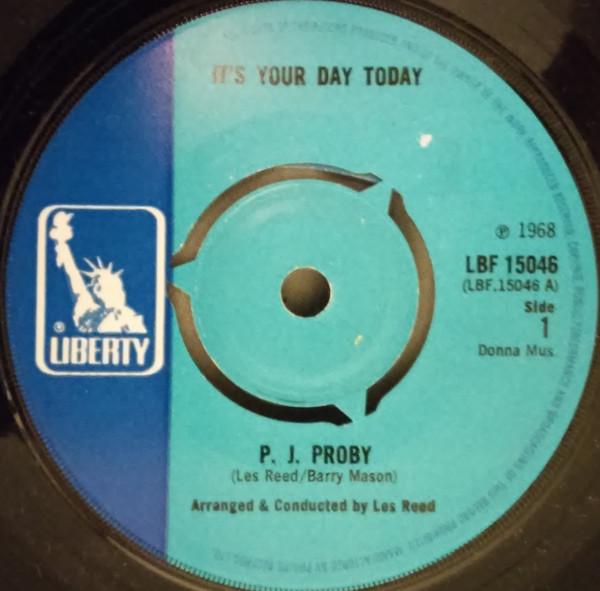 IT'S YOUR DAY TODAY
℗ 1968
LBF 15046
(LBF.15046 A)
Side
1
Donna Mus.
® LIBERTY
P. J. PROBY
(Les Reed/Barry Mason)
Arranged & Conducted by Les Reed